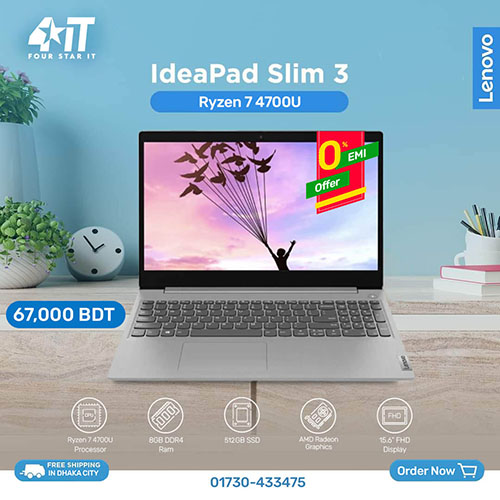 4IT
FOUR STAR IT
Lenovo
IdeaPad Slim 3
Ryzen 7 4700U
0%
EMI
Offer
67,000 BDT
Lenovo
CPU
FHD
Ryzen 7 4700U
Processor
8GB DDR4
Ram
512GB SSD
AMD Radeon
Graphics
15.6" FHD
Display
FREE SHIPPING
IN DHAKA CITY
01730-433475
Order Now